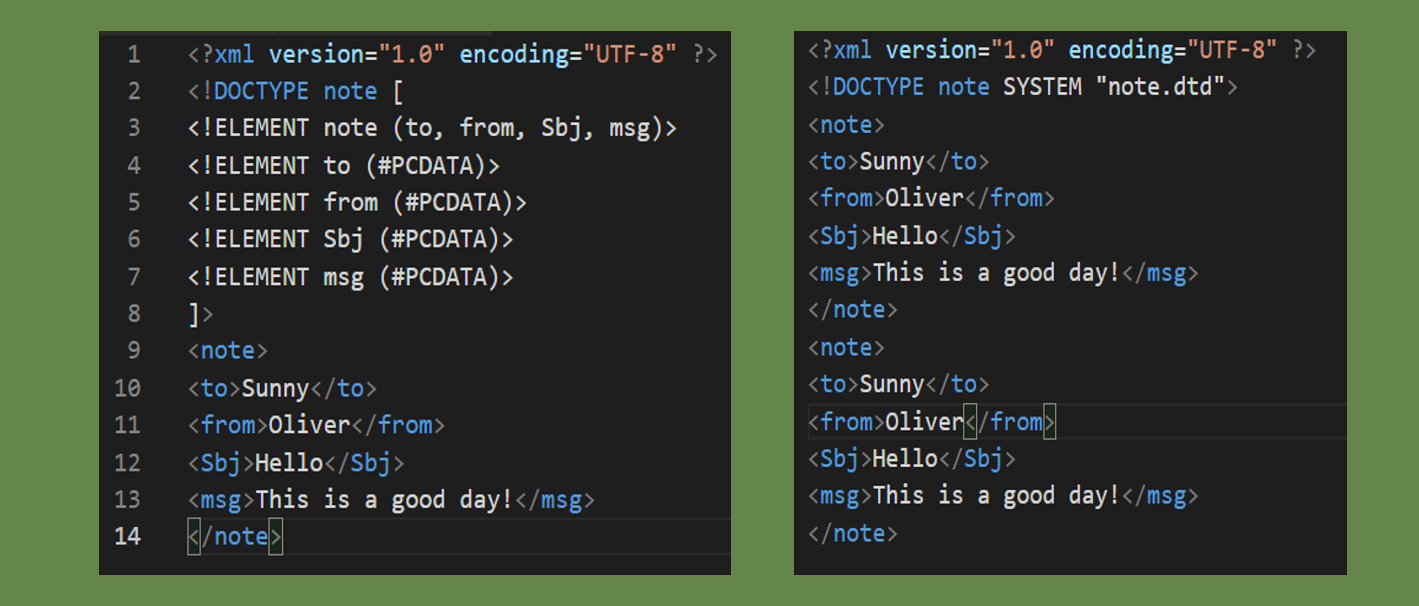 1 <?xml version="1.0" encoding="UTF-8" ?>
2 <!DOCTYPE note [
3 <!ELEMENT note (to, from, Sbj, msg)>
4 <!ELEMENT to (#PCDATA)>
5 <!ELEMENT from (#PCDATA)>
6 <!ELEMENT Sbj (#PCDATA)>
7 <!ELEMENT msg (#PCDATA)>
8 ]>
9 <note>
10 <to>Sunny</to>
11 <from>Oliver</from>
12 <Sbj>Hello</Sbj>
13 <msg>This is a good day!</msg>
14 </note>
<?xml version="1.0" encoding="UTF-8" ?>
<!DOCTYPE note SYSTEM "note.dtd">
<note>
<to>Sunny</to>
<from>Oliver</from>
<Sbj>Hello</Sbj>
<msg>This is a good day!</msg>
</note>
<note>
<to>Sunny</to>
<from>Oliver</from>
<Sbj>Hello</Sbj>
<msg>This is a good day!</msg>
</note>